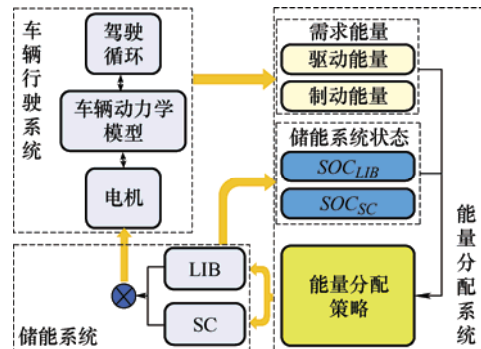 车辆行驶系统
驾驶
循环
车辆动力学
模型
电机
需求能量
驱动能量
制动能量
储能系统状态
SOC_LIB
SOC_SC
能量分配系统
LIB
SC
储能系统
能量分配
策略